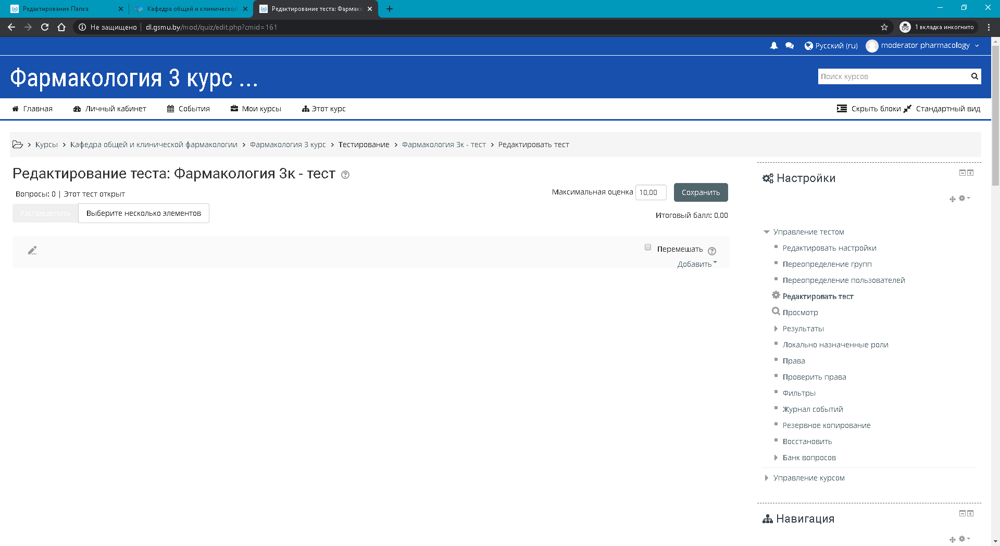 Редактирование Папка
Кафедра общей и клинической
Редактирование теста: Фармако
Не защищено
dl.gsmu.by/mod/quiz/edit.php?cmid=161
1 вкладка инкогнито
Русский (ru)
moderator pharmacology
Фармакология 3 курс ...
Поиск курсов
Главная
Личный кабинет
События
Мои курсы
Этот курс
Скрыть блоки
Стандартный вид
Курсы
Кафедра общей и клинической фармакологии
Фармакология 3 курс
Тестирование
Фармакология 3к - тест
Редактировать тест
Редактирование теста: Фармакология 3к - тест
Вопросы: 0 | Этот тест открыт
Максимальная оценка 10,00
Сохранить
Распределить
Выберите несколько элементов
Итоговый балл: 0,00
Перемешать
Добавить
Настройки
Управление тестом
Редактировать настройки
Переопределение групп
Переопределение пользователей
Редактировать тест
Просмотр
Результаты
Локально назначенные роли
Права
Проверить права
Фильтры
Журнал событий
Резервное копирование
Восстановить
Банк вопросов
Управление курсом
Навигация